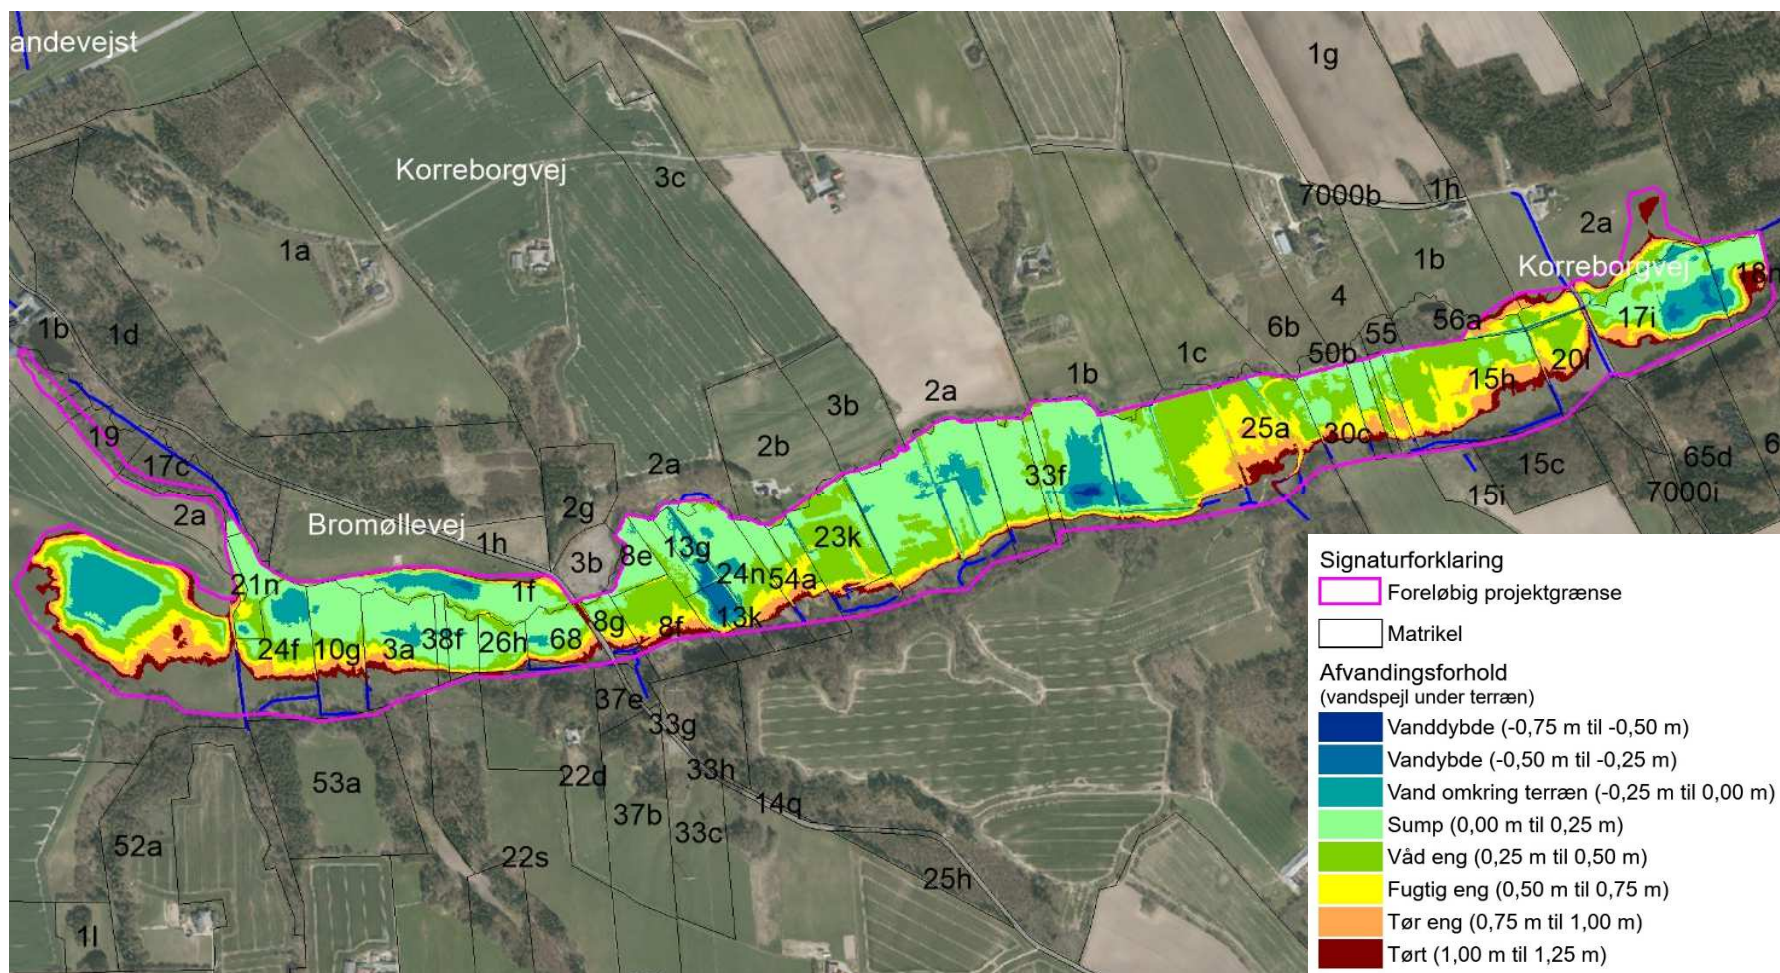 andevejst
1g
Korreborgvej
3c
7000b
1h
2a
1a
1b
Korreborgvej
18n
4
1b
1d
6b
55
56a
17i
50b
1c
20i
1b
2a
3b
15h
19
17c
2b
25a
30c
2a
33f
15c
65d
6
15i
7000i
2a
Bromøllevej
2g
1h
3b
8e
13g
23k
24n
54a
21n
1f
13k
8g
8f
24f
10g
3a
38f
26h
68
37e
33g
53a
22d
33h
37b
14q
33c
52a
22s
25h
1l
Signaturforklaring
Foreløbig projektgrænse
Matrikel
Afvandingsforhold
(vandspejl under terræn)
Vanddybde (-0,75 m til -0,50 m)
Vandybde (-0,50 m til -0,25 m)
Vand omkring terræn (-0,25 m til 0,00 m)
Sump (0,00 m til 0,25 m)
Våd eng (0,25 m til 0,50 m)
Fugtig eng (0,50 m til 0,75 m)
Tør eng (0,75 m til 1,00 m)
Tørt (1,00 m til 1,25 m)